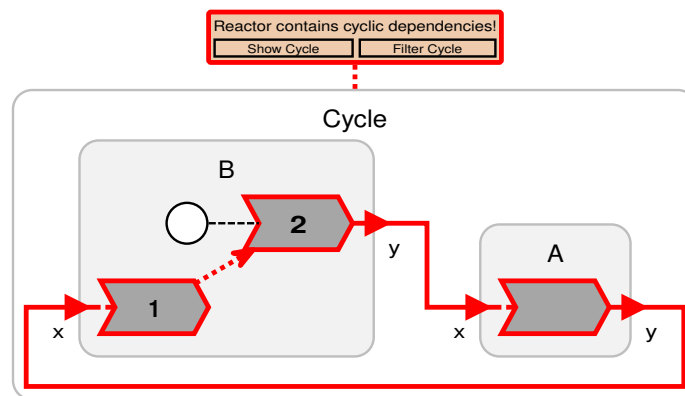 Reactor contains cyclic dependencies!
Show Cycle Filter Cycle
Cycle
B
2
y
A
1
x
x
y